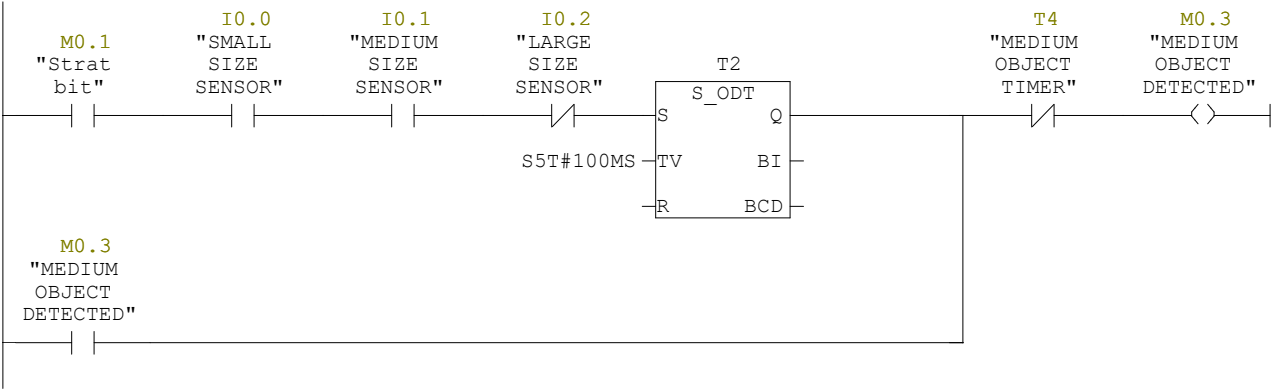 M0.1
"Strat
bit"
I0.0
"SMALL
SIZE
SENSOR"
I0.1
"MEDIUM
SIZE
SENSOR"
I0.2
"LARGE
SIZE
SENSOR"
T2
S_ODT
S Q
S5T#100MS TV BI
R BCD
T4
"MEDIUM
OBJECT
TIMER"
M0.3
"MEDIUM
OBJECT
DETECTED"
M0.3
"MEDIUM
OBJECT
DETECTED"